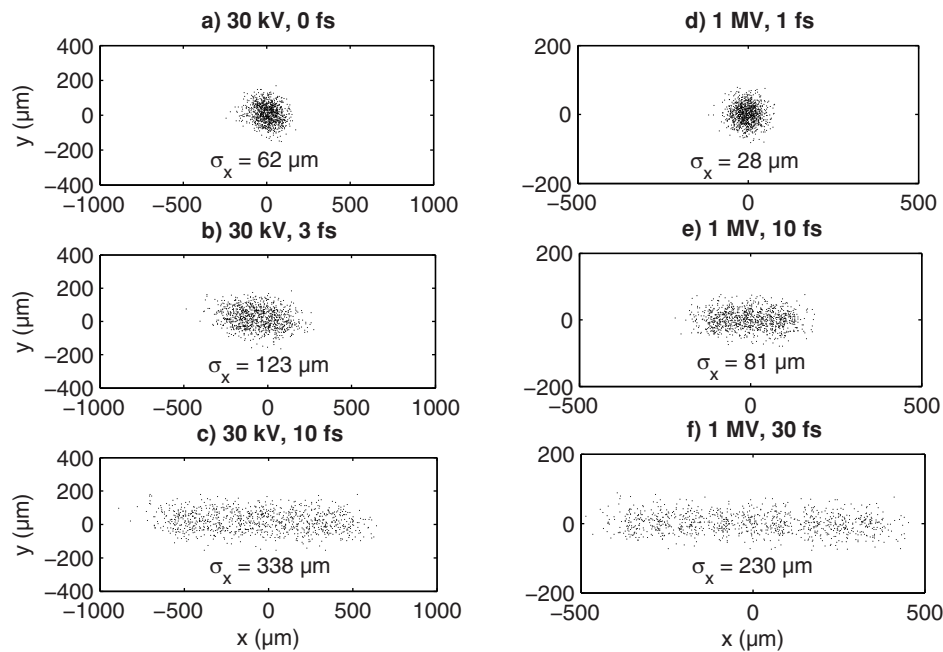 a) 30 kV, 0 fs
400
200
0
−200
−400
y (μm)
σx = 62 μm
−1000 −500 0 500 1000
b) 30 kV, 3 fs
400
200
0
−200
−400
y (μm)
σx = 123 μm
−1000 −500 0 500 1000
c) 30 kV, 10 fs
400
200
0
−200
−400
y (μm)
σx = 338 μm
−1000 −500 0 500 1000
x (μm)
d) 1 MV, 1 fs
200
0
−200
σx = 28 μm
−500 0 500
e) 1 MV, 10 fs
200
0
−200
σx = 81 μm
−500 0 500
f) 1 MV, 30 fs
200
0
−200
σx = 230 μm
−500 0 500
x (μm)